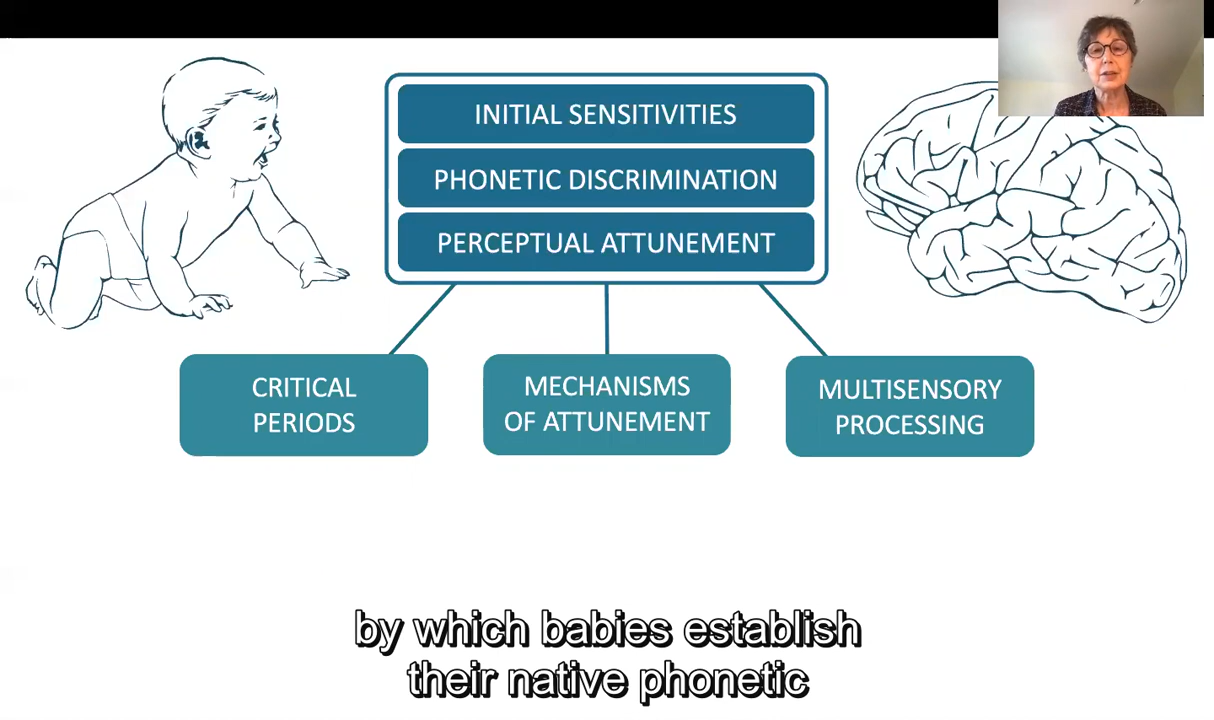 INITIAL SENSITIVITIES
PHONETIC DISCRIMINATION
PERCEPTUAL ATTUNEMENT
CRITICAL
PERIODS
MECHANISMS
OF ATTUNEMENT
MULTISENSORY
PROCESSING
by which babies establish
their native phonetic